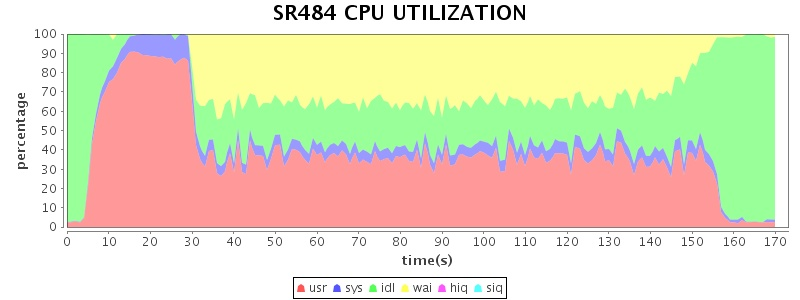 SR484 CPU UTILIZATION
percentage
100
90
80
70
60
50
40
30
20
10
0
0 10 20 30 40 50 60 70 80 90 100 110 120 130 140 150 160 170
time(s)
usr sys idl wai hiq siq